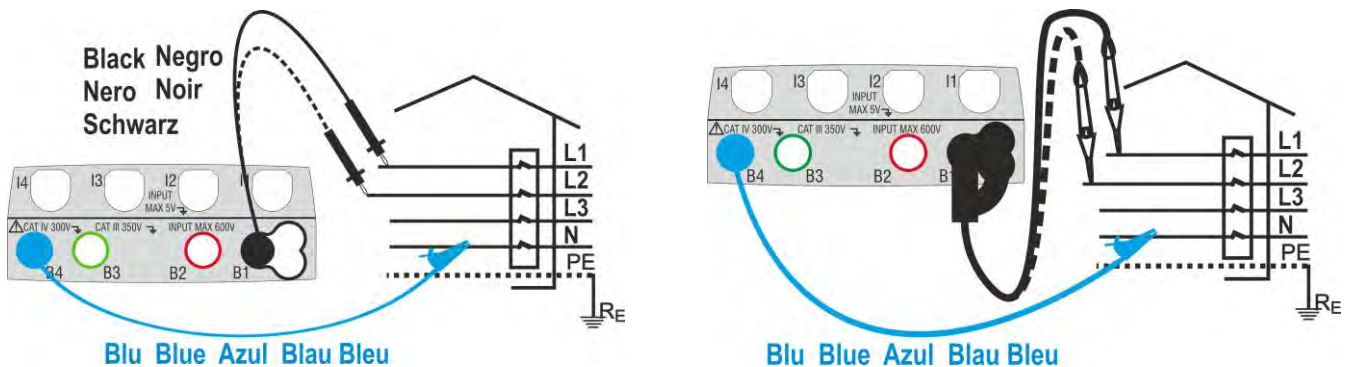 Black Negro
Nero Noir
Schwarz
I4 I3 I2 I1
INPUT
MAX 5V
CAT IV 300V CAT III 350V INPUT MAX 600V
B4 B3 B2 B1
L1
L2
L3
N
PE
RE
Blu Blue Azul Blau Bleu
I4 I3 I2 I1
INPUT
MAX 5V
CAT IV 300V CAT III 350V INPUT MAX 600V
B4 B3 B2 B1
L1
L2
L3
N
PE
RE
Blu Blue Azul Blau Bleu